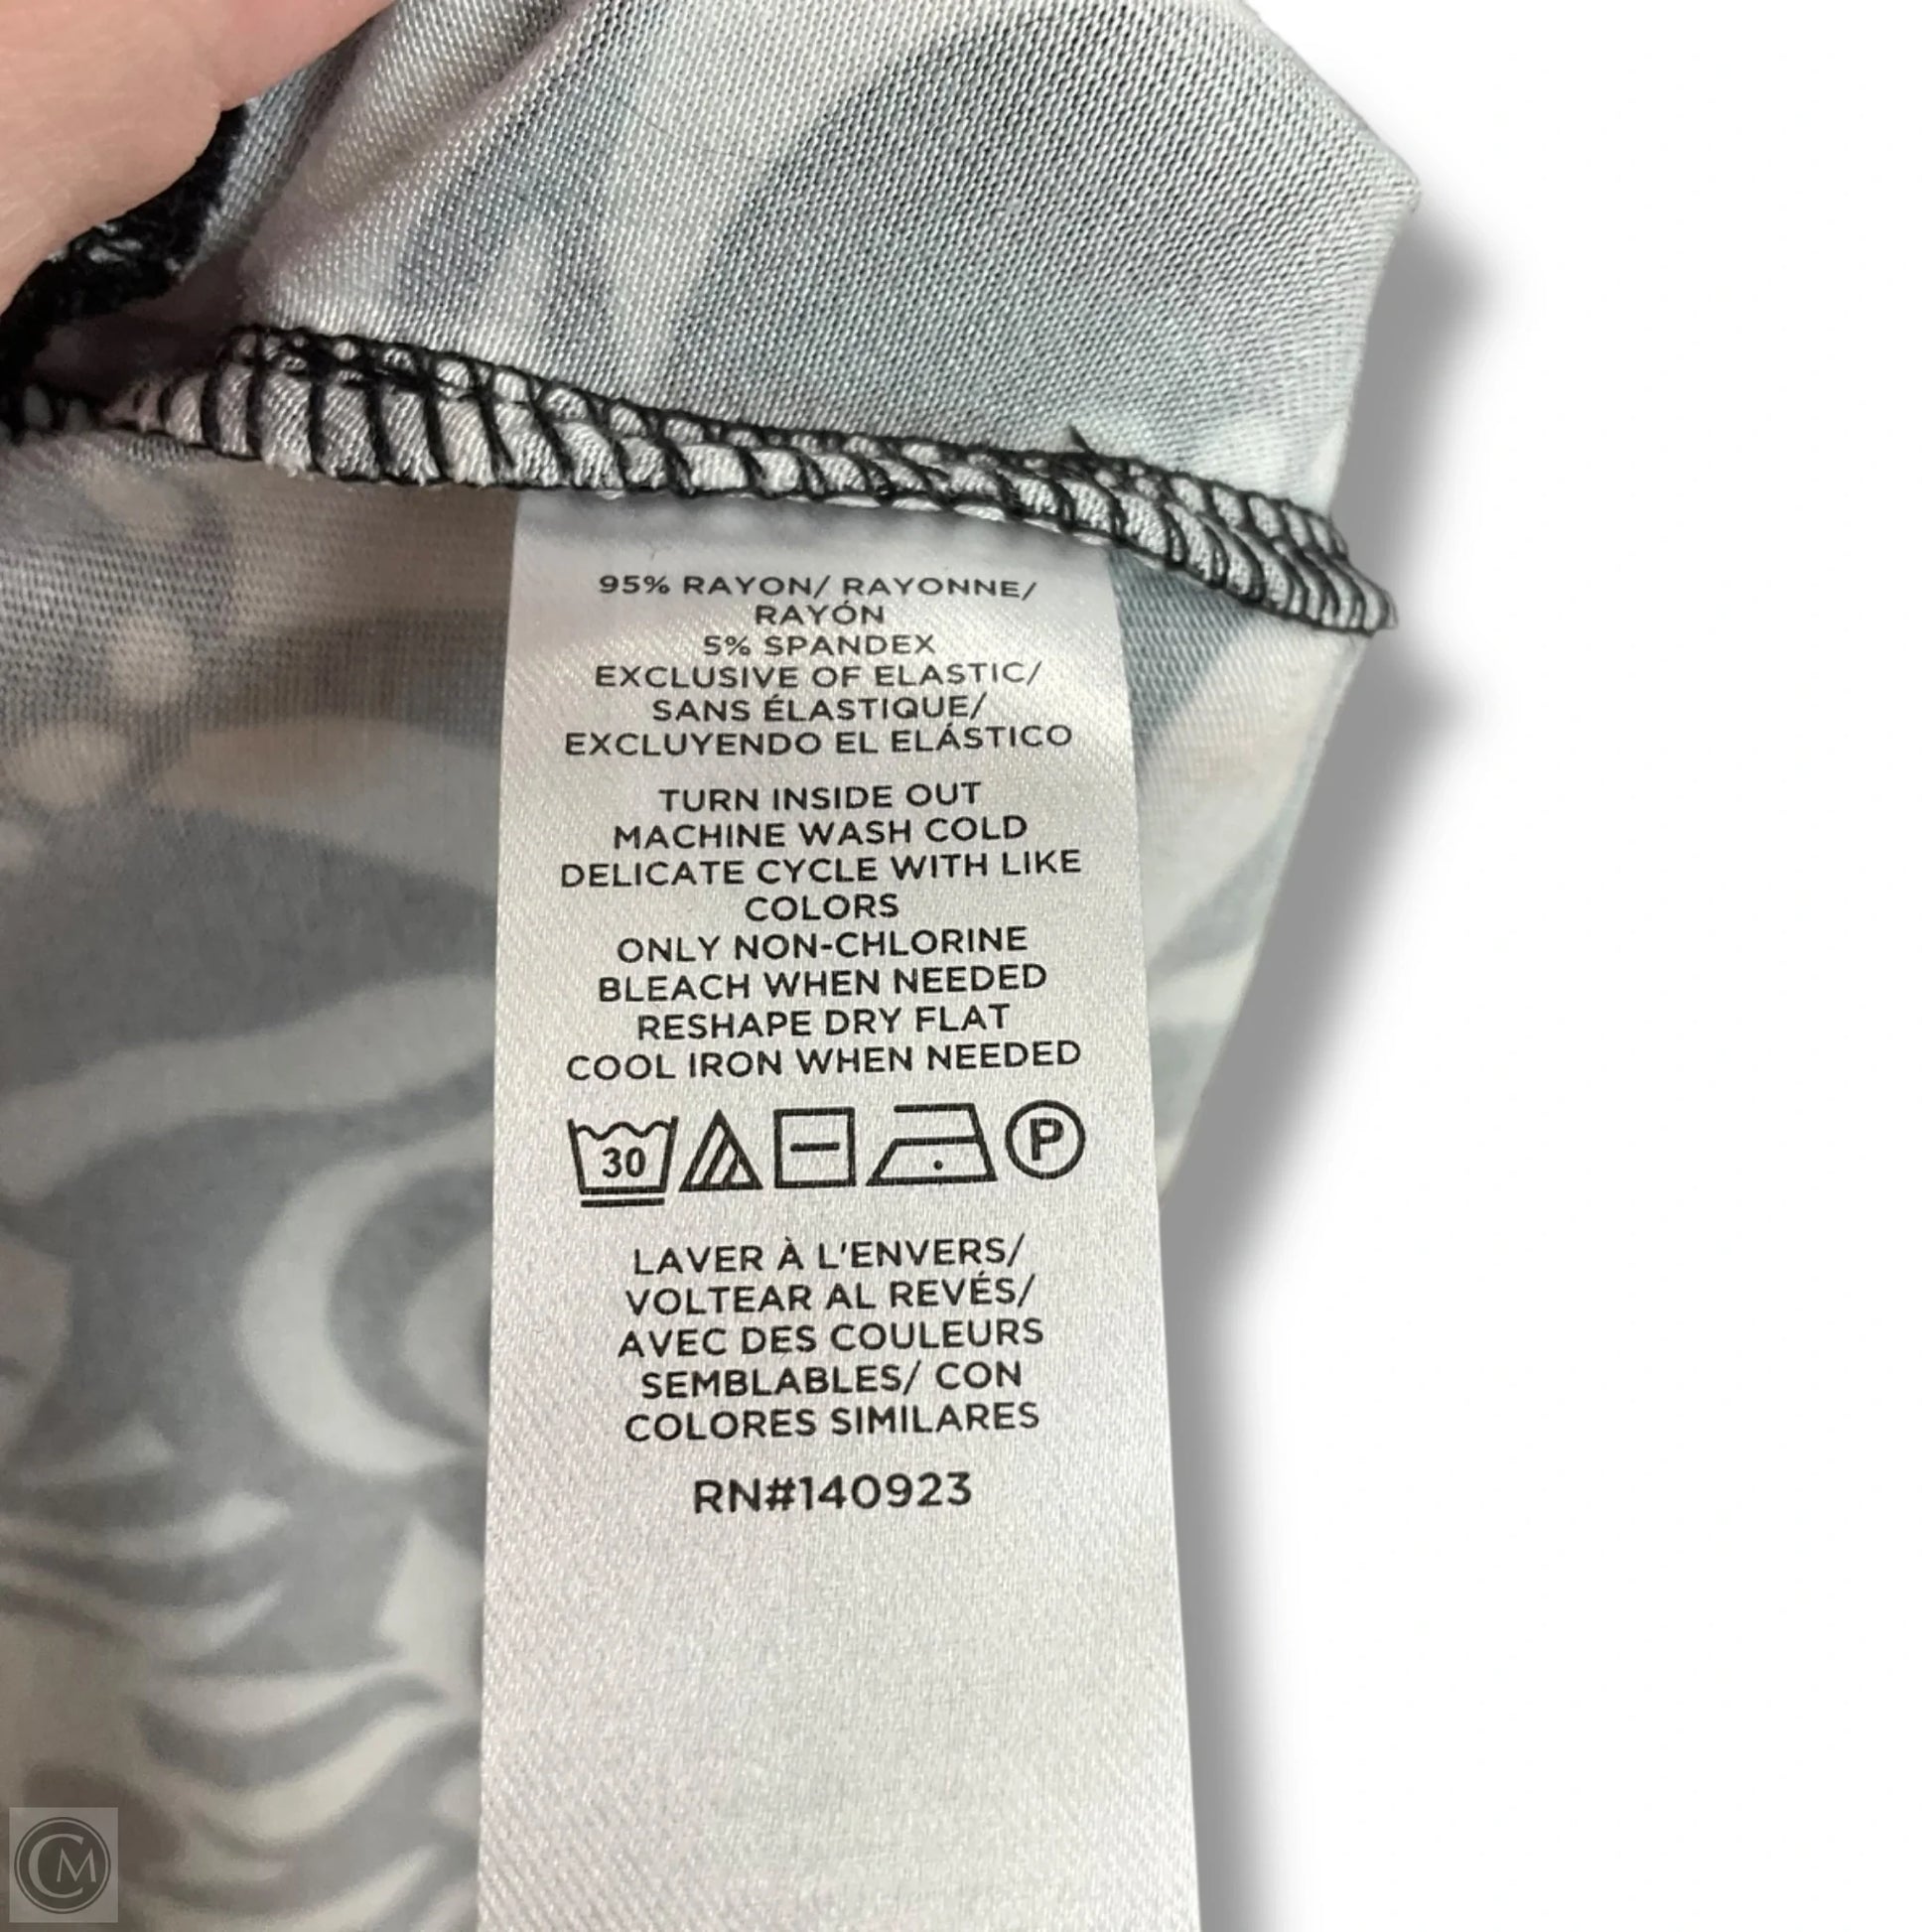 95% RAYON/ RAYONNE/
RAYÓN
5% SPANDEX
EXCLUSIVE OF ELASTIC/
SANS ÉLASTIQUE/
EXCLUYENDO EL ELÁSTICO
TURN INSIDE OUT
MACHINE WASH COLD
DELICATE CYCLE WITH LIKE
COLORS
ONLY NON-CHLORINE
BLEACH WHEN NEEDED
RESHAPE DRY FLAT
COOL IRON WHEN NEEDED
30 P
LAVER À L'ENVERS/
VOLTEAR AL REVÉS/
AVEC DES COULEURS
SEMBLABLES/ CON
COLORES SIMILARES
RN#140923
CM